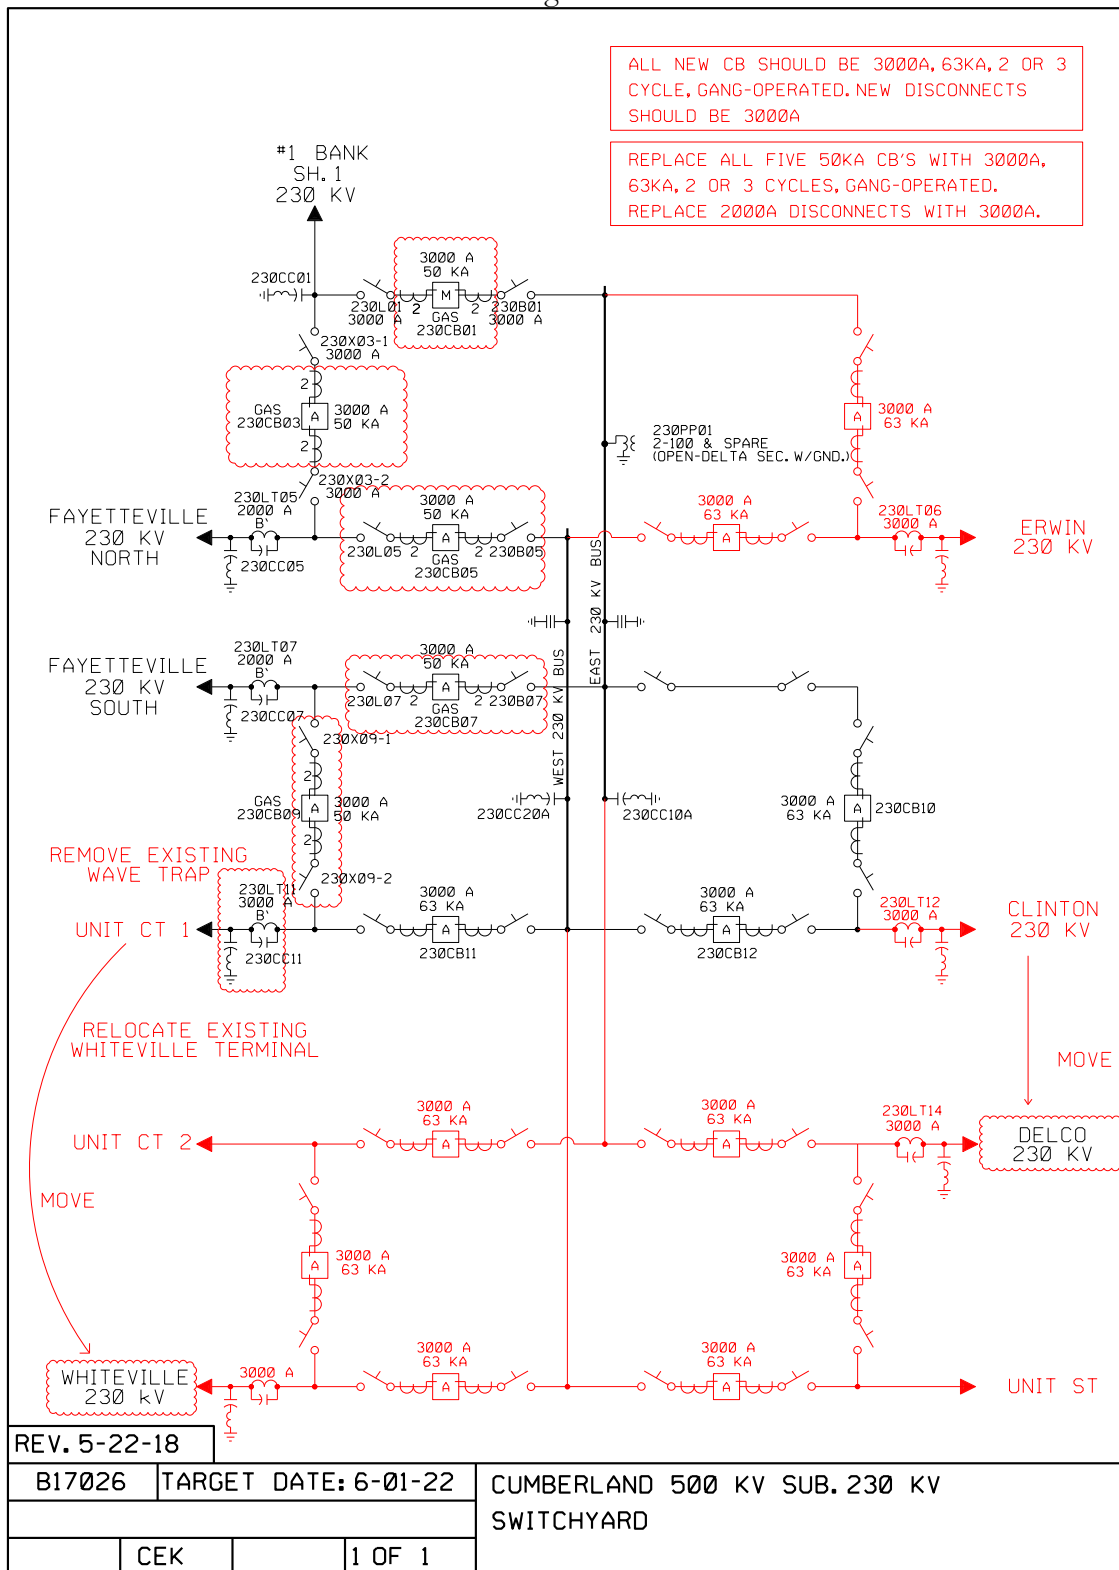 ALL NEW CB SHOULD BE 3000A, 63KA, 2 OR 3
CYCLE, GANG-OPERATED. NEW DISCONNECTS
SHOULD BE 3000A
REPLACE ALL FIVE 50KA CB'S WITH 3000A,
63KA, 2 OR 3 CYCLES, GANG-OPERATED.
REPLACE 2000A DISCONNECTS WITH 3000A.
#1 BANK
SH. 1
230 KV
230CC01
3000 A
50 KA
M
2
2
230L01
3000 A
GAS
230CB01
230B01
3000 A
230X03-1
3000 A
2
GAS
230CB03
A
3000 A
50 KA
2
230X03-2
3000 A
3000 A
63 KA
A
230PP01
2-100 & SPARE
(OPEN-DELTA SEC. W/GND.)
FAYETTEVILLE
230 KV
NORTH
230LT05
2000 A
B`
230CC05
3000 A
50 KA
230L05
2
A
2
230B05
GAS
230CB05
3000 A
63 KA
A
230LT06
3000 A
ERWIN
230 KV
WEST 230 KV BUS
EAST 230 KV BUS
FAYETTEVILLE
230 KV
SOUTH
230LT07
2000 A
B`
230CC07
3000 A
50 KA
230L07
2
A
2
230B07
GAS
230CB07
230X09-1
2
GAS
230CB09
A
3000 A
50 KA
2
230X09-2
230CC20A
230CC10A
3000 A
63 KA
A
230CB10
REMOVE EXISTING
WAVE TRAP
UNIT CT 1
230LT11
3000 A
B`
230CC11
3000 A
63 KA
A
230CB11
3000 A
63 KA
A
230CB12
230LT12
3000 A
CLINTON
230 KV
RELOCATE EXISTING
WHITEVILLE TERMINAL
MOVE
UNIT CT 2
3000 A
63 KA
A
3000 A
63 KA
A
230LT14
3000 A
DELCO
230 KV
MOVE
A
3000 A
63 KA
3000 A
63 KA
A
WHITEVILLE
230 kV
3000 A
3000 A
63 KA
A
3000 A
63 KA
A
UNIT ST
REV. 5-22-18
B17026
TARGET DATE: 6-01-22
CUMBERLAND 500 KV SUB. 230 KV
SWITCHYARD
CEK
1 OF 1